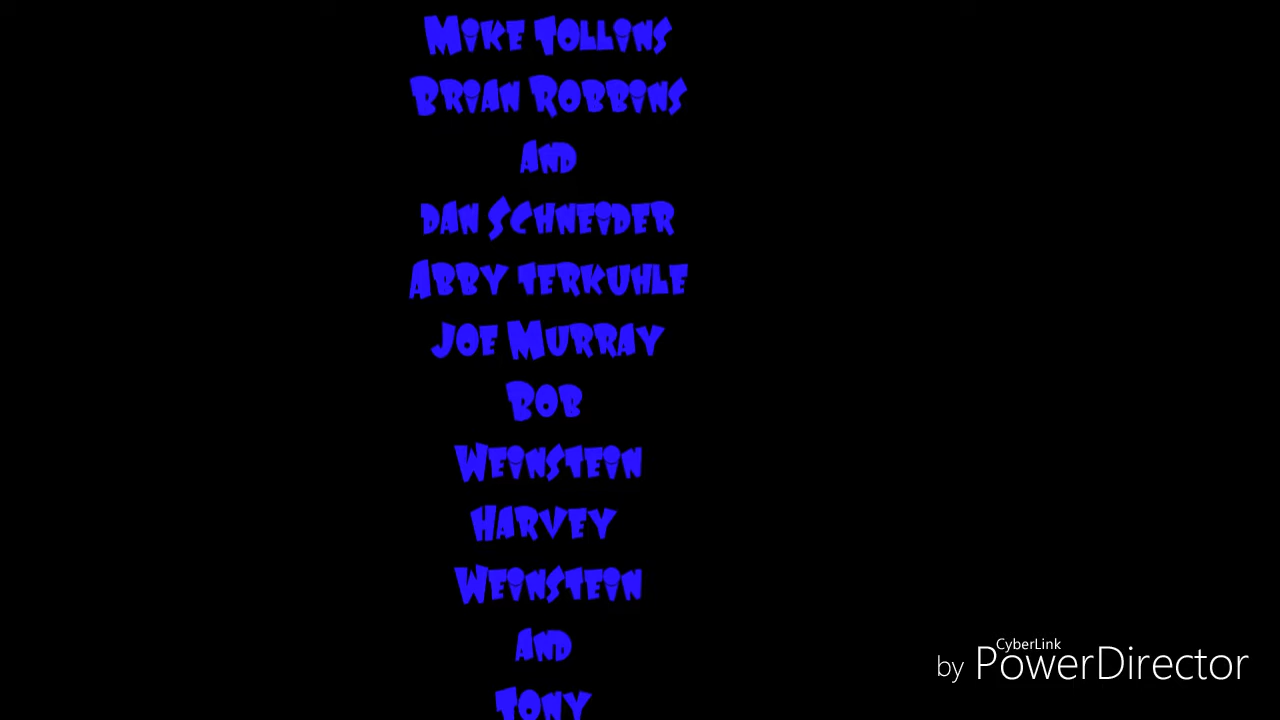 Mike Tollins
Brian Robbins
and
dan Schneider
Abby terkuhle
Joe Murray
Bob
Weinstein
Harvey
Weinstein
and
Tony
CyberLink
by PowerDirector